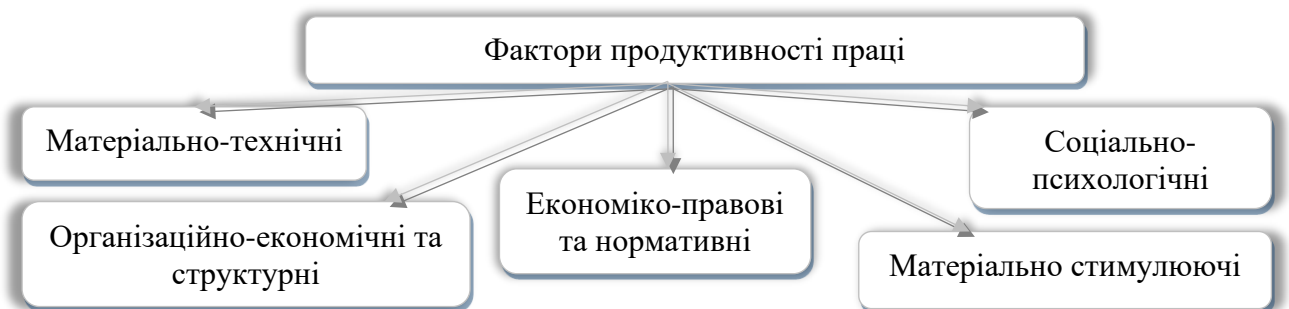 Фактори продуктивності праці
Матеріально-технічні
Соціально-
психологічні
Організаційно-економічні та
структурні
Економіко-правові
та нормативні
Матеріально стимулюючі